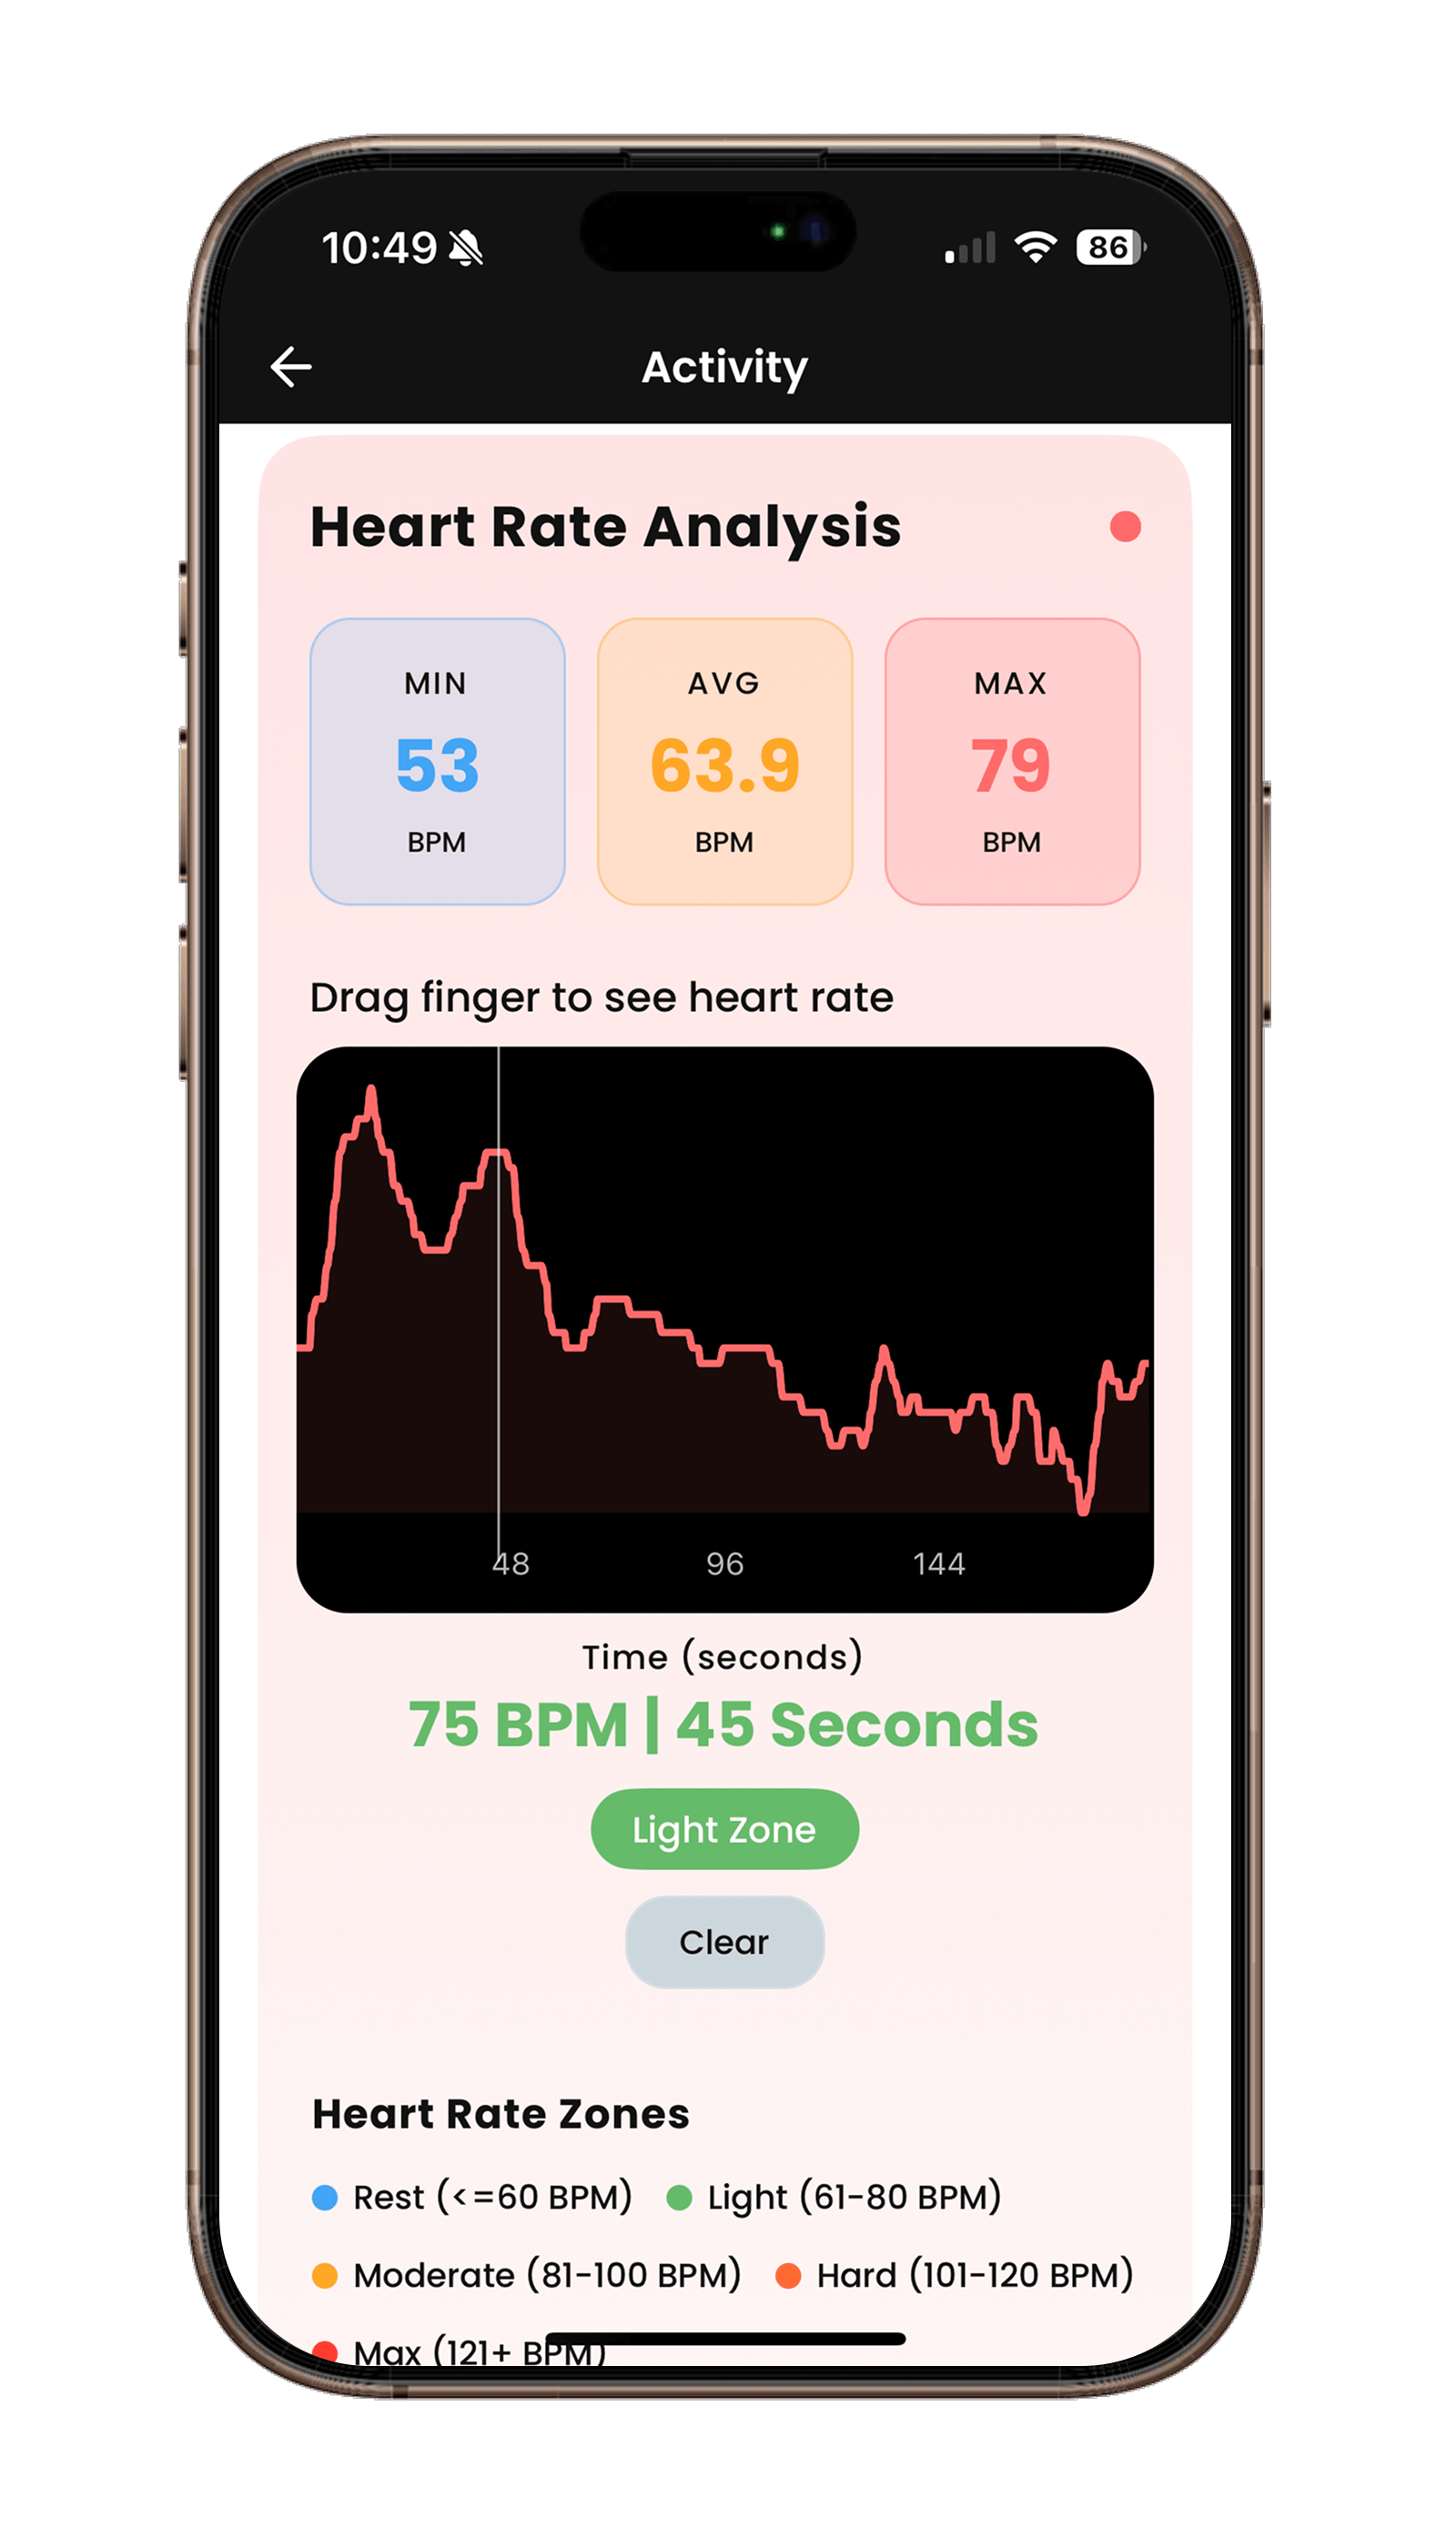 10:49 86
Activity
Heart Rate Analysis
MIN AVG MAX
53 63.9 79
BPM BPM BPM
Drag finger to see heart rate
48 96 144
Time (seconds)
75 BPM | 45 Seconds
Light Zone
Clear
Heart Rate Zones
Rest (<=60 BPM) Light (61-80 BPM)
Moderate (81-100 BPM) Hard (101-120 BPM)
Max (121+ BPM)